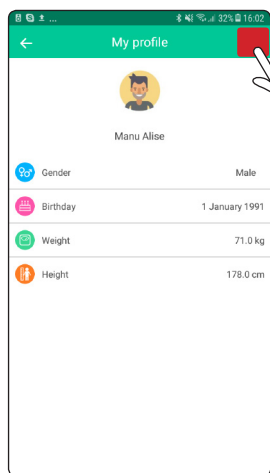 32% 16:02
My profile
Manu Alise
Gender Male
Birthday 1 January 1991
Weight 71.0 kg
Height 178.0 cm